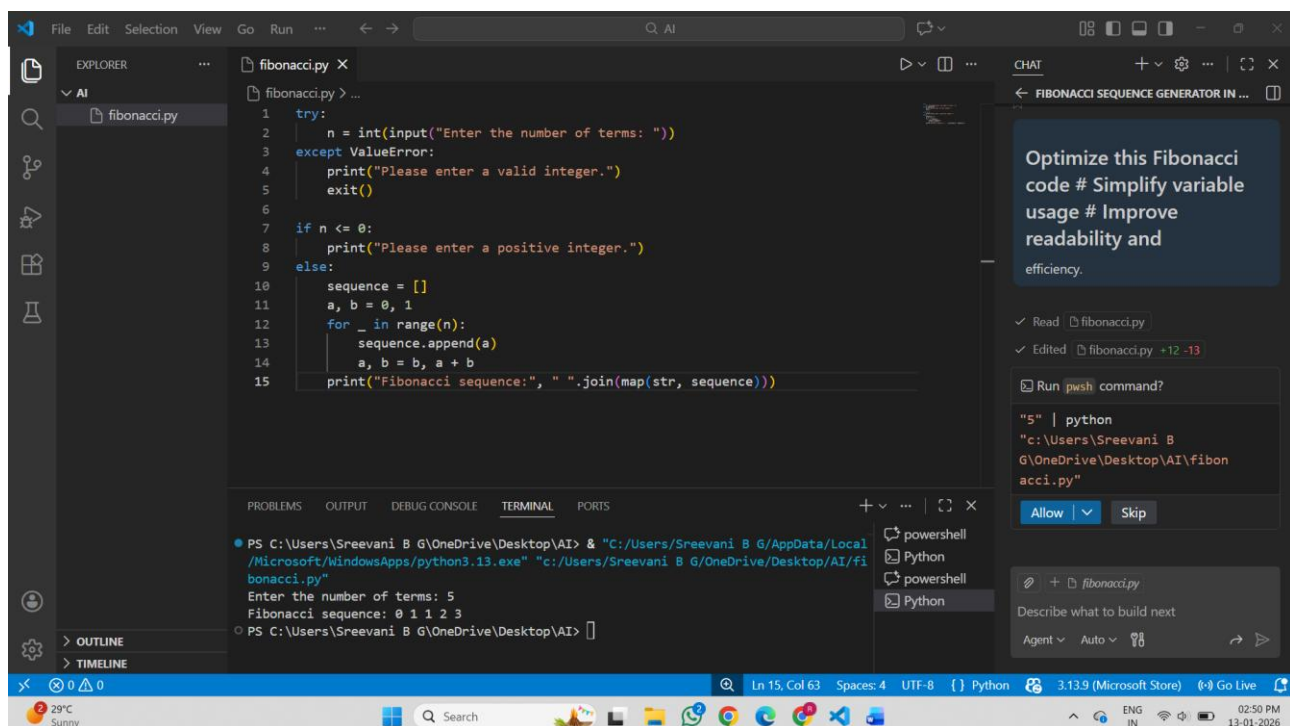 File Edit Selection View Go Run ··· AI
EXPLORER ···
AI
fibonacci.py
fibonacci.py
fibonacci.py > ...
1 try:
2     n = int(input("Enter the number of terms: "))
3 except ValueError:
4     print("Please enter a valid integer.")
5     exit()
6
7 if n <= 0:
8     print("Please enter a positive integer.")
9 else:
10     sequence = []
11     a, b = 0, 1
12     for _ in range(n):
13         sequence.append(a)
14         a, b = b, a + b
15     print("Fibonacci sequence:", " ".join(map(str, sequence)))
PROBLEMS OUTPUT DEBUG CONSOLE TERMINAL PORTS
PS C:\Users\Sreevani B G\OneDrive\Desktop\AI> & "C:/Users/Sreevani B G/AppData/Local
/Microsoft/WindowsApps/python3.13.exe" "c:/Users/Sreevani B G/OneDrive/Desktop/AI/fi
bonacci.py"
Enter the number of terms: 5
Fibonacci sequence: 0 1 1 2 3
PS C:\Users\Sreevani B G\OneDrive\Desktop\AI>
powershell
Python
powershell
Python
CHAT
FIBONACCI SEQUENCE GENERATOR IN ...
Optimize this Fibonacci
code # Simplify variable
usage # Improve
readability and
efficiency.
Read fibonacci.py
Edited fibonacci.py +12 -13
Run pwsh command?
"5" | python
"c:\Users\Sreevani B
G\OneDrive\Desktop\AI\fibon
acci.py"
Allow Skip
fibonacci.py
Describe what to build next
Agent Auto
OUTLINE
TIMELINE
0 0 Ln 15, Col 63 Spaces: 4 UTF-8 {} Python 3.13.9 (Microsoft Store) Go Live
2 29°C
Sunny
Search
2
ENG
IN
02:50 PM
13-01-2026